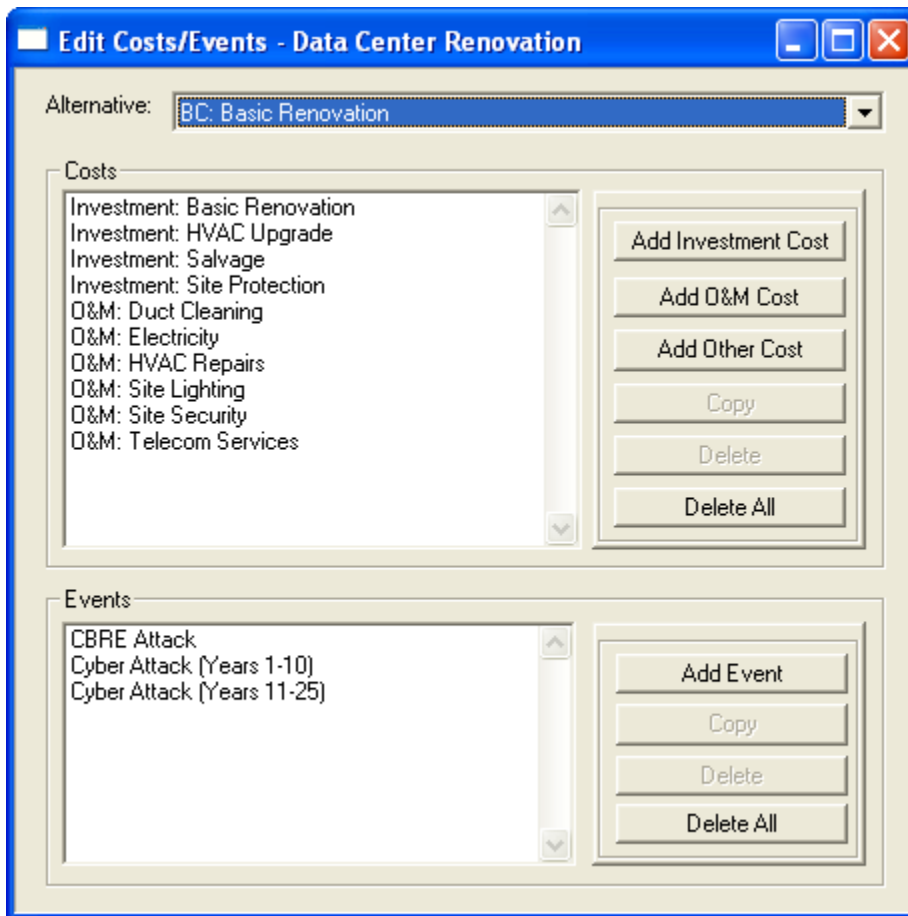 Edit Costs/Events - Data Center Renovation
Alternative: BC: Basic Renovation
Costs
Investment: Basic Renovation
Investment: HVAC Upgrade
Investment: Salvage
Investment: Site Protection
O&M: Duct Cleaning
O&M: Electricity
O&M: HVAC Repairs
O&M: Site Lighting
O&M: Site Security
O&M: Telecom Services
Add Investment Cost
Add O&M Cost
Add Other Cost
Copy
Delete
Delete All
Events
CBRE Attack
Cyber Attack (Years 1-10)
Cyber Attack (Years 11-25)
Add Event
Copy
Delete
Delete All